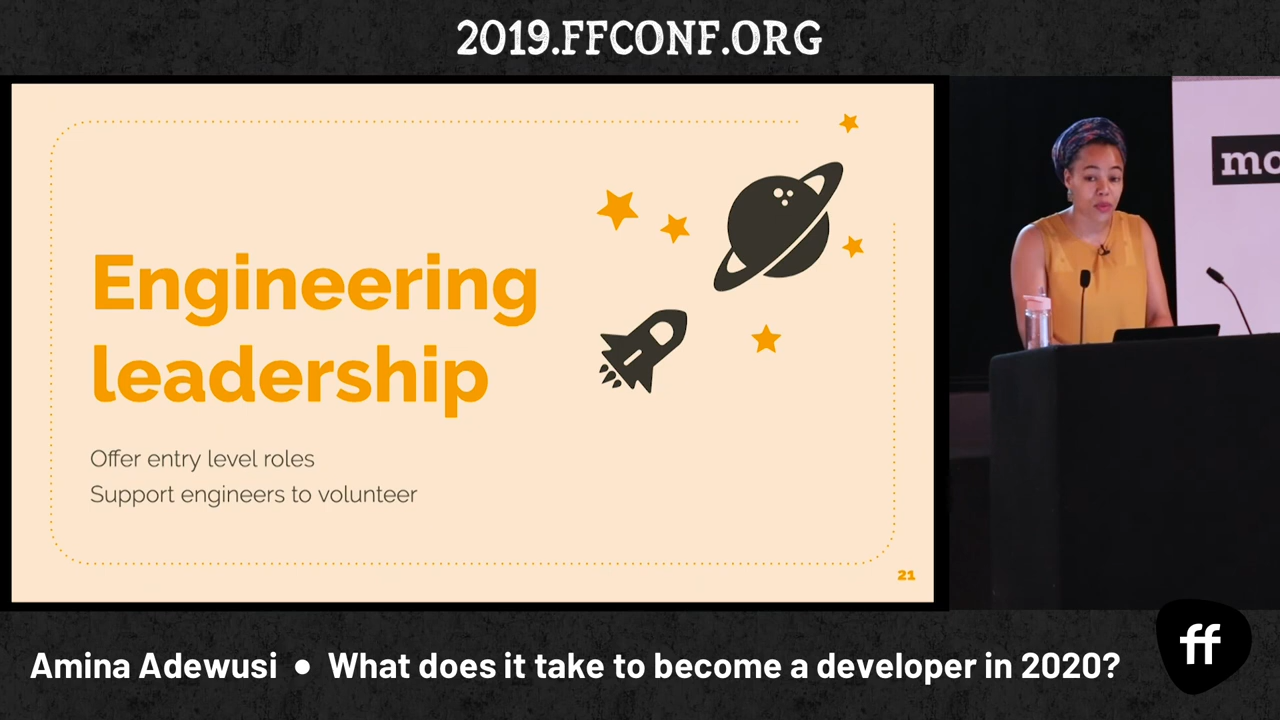 2019.FFCONF.ORG
Engineering
leadership
Offer entry level roles
Support engineers to volunteer
21
mo
ff
Amina Adewusi • What does it take to become a developer in 2020?